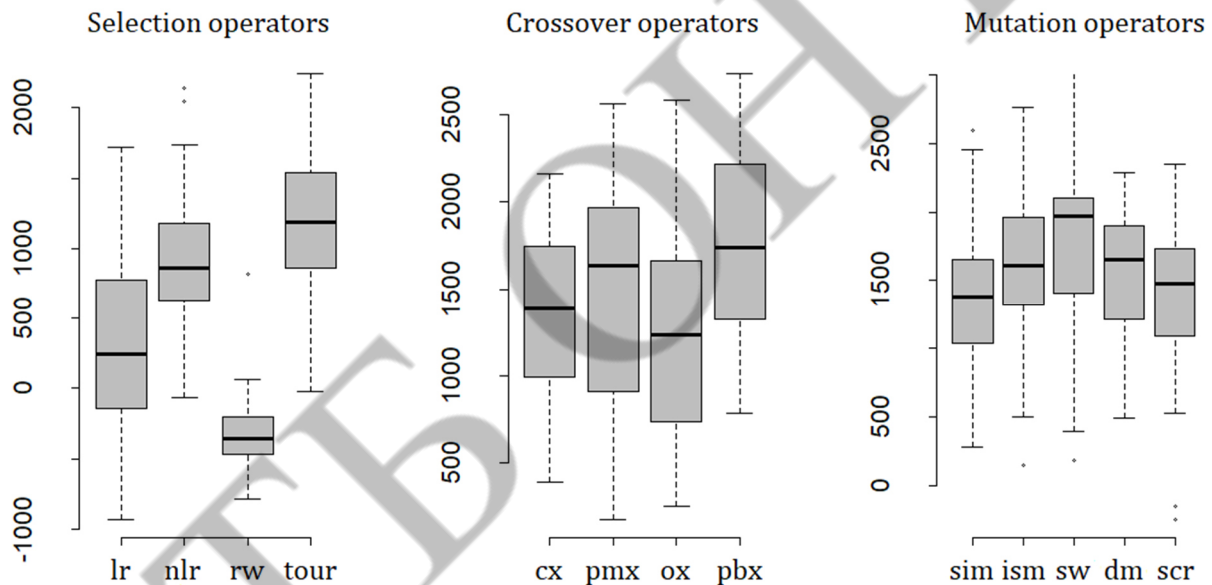 Selection operators
Crossover operators
Mutation operators
2000
1000
500
0
-1000
lr nlr rw tour
2500
2000
1500
1000
500
cx pmx ox pbx
2500
1500
500
0
sim ism sw dm scr